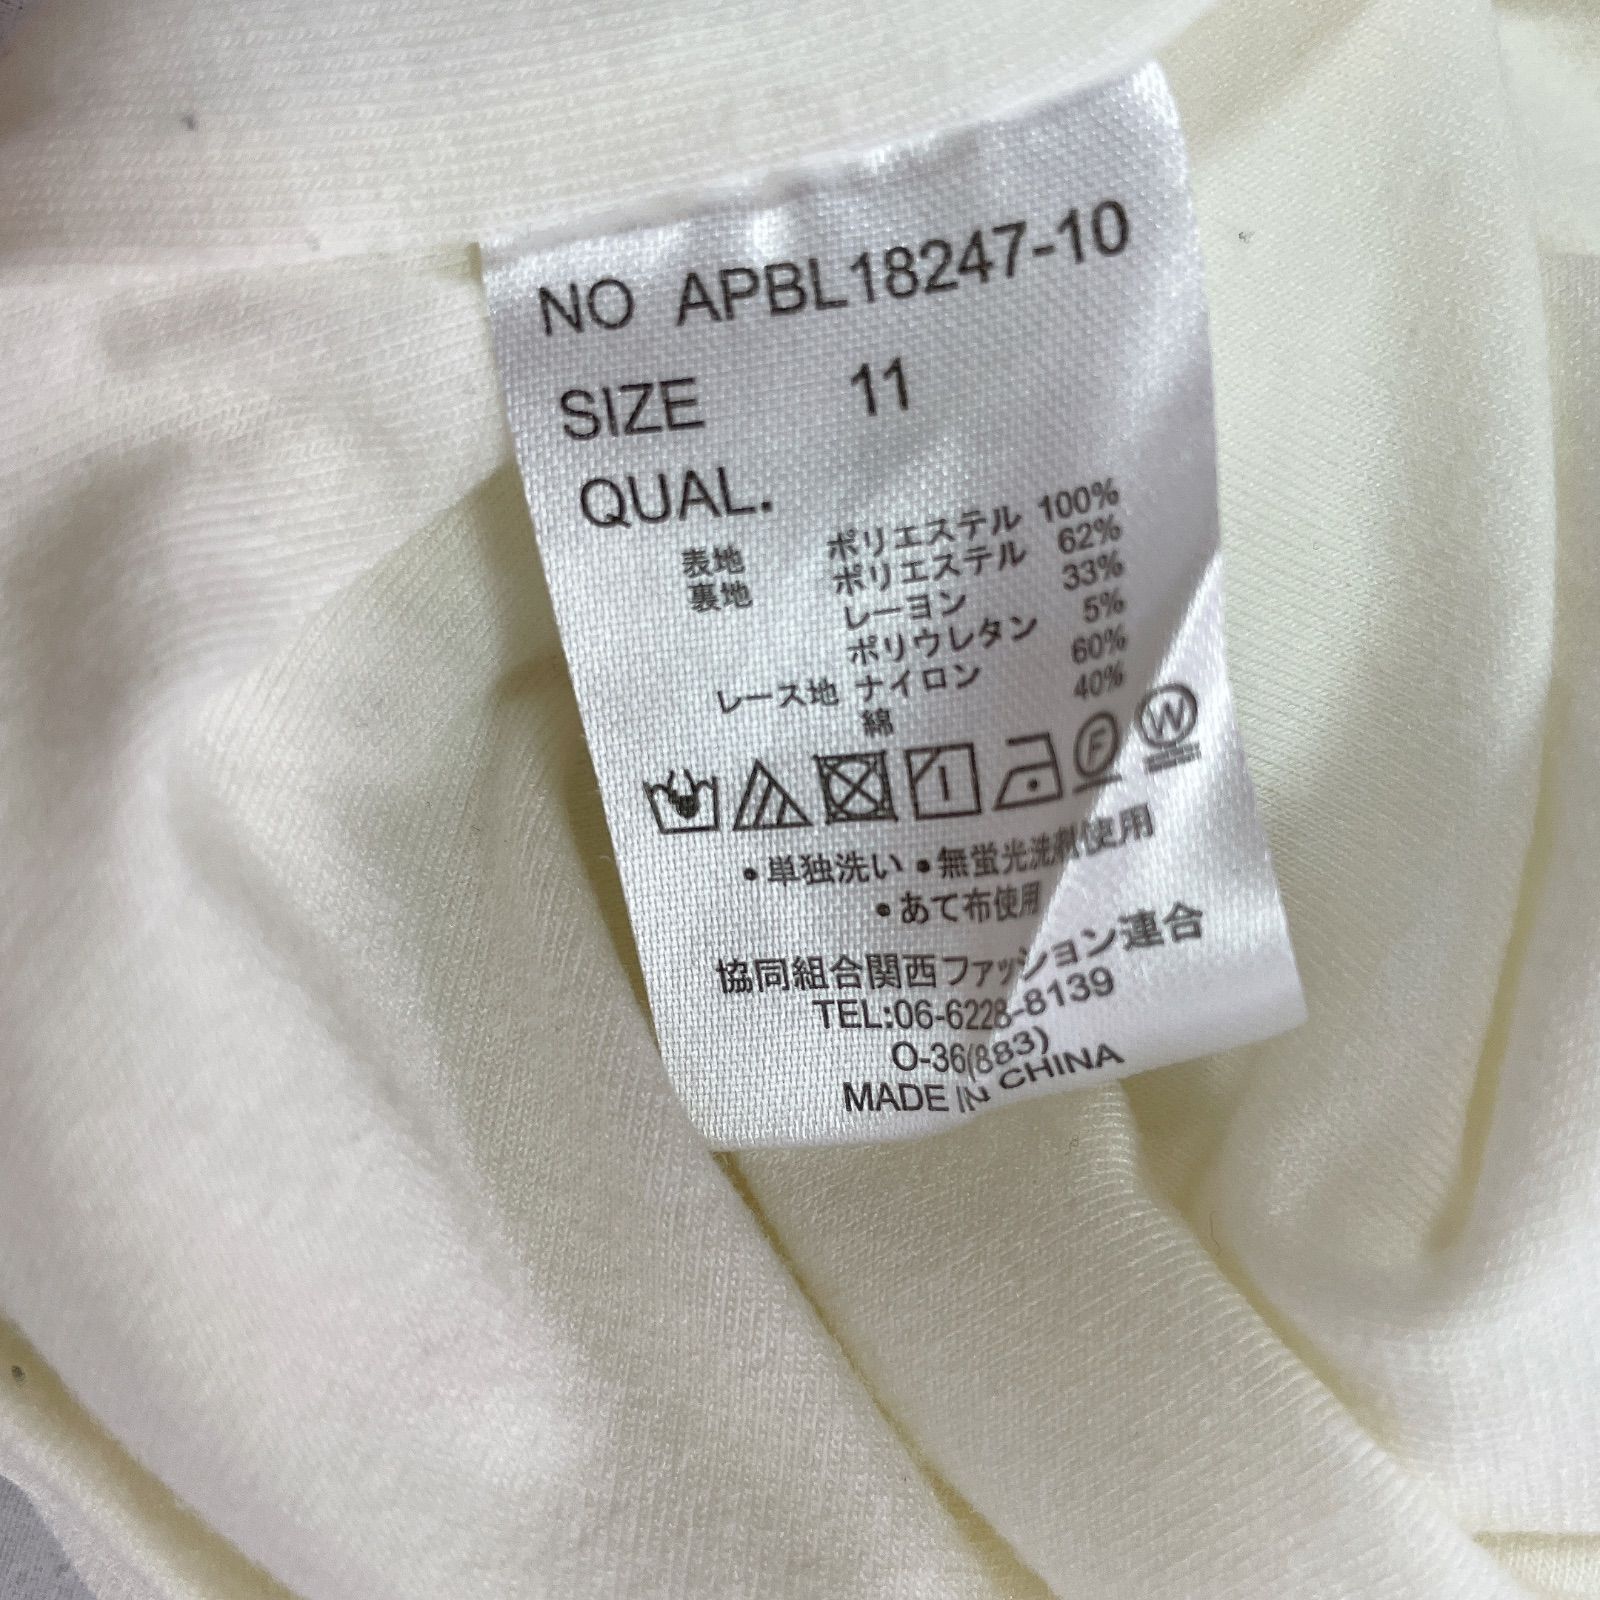 NO APBL18247-10
SIZE 11
QUAL.
表地 ポリエステル 100%
裏地 ポリエステル 62%
レーヨン 33%
ポリウレタン 5%
レース地 ナイロン 60%
綿 40%
F W
・単独洗い ・無蛍光洗剤使用
・あて布使用
協同組合関西ファッション連合
TEL:06-6228-8139
O-36(883)
MADE IN CHINA